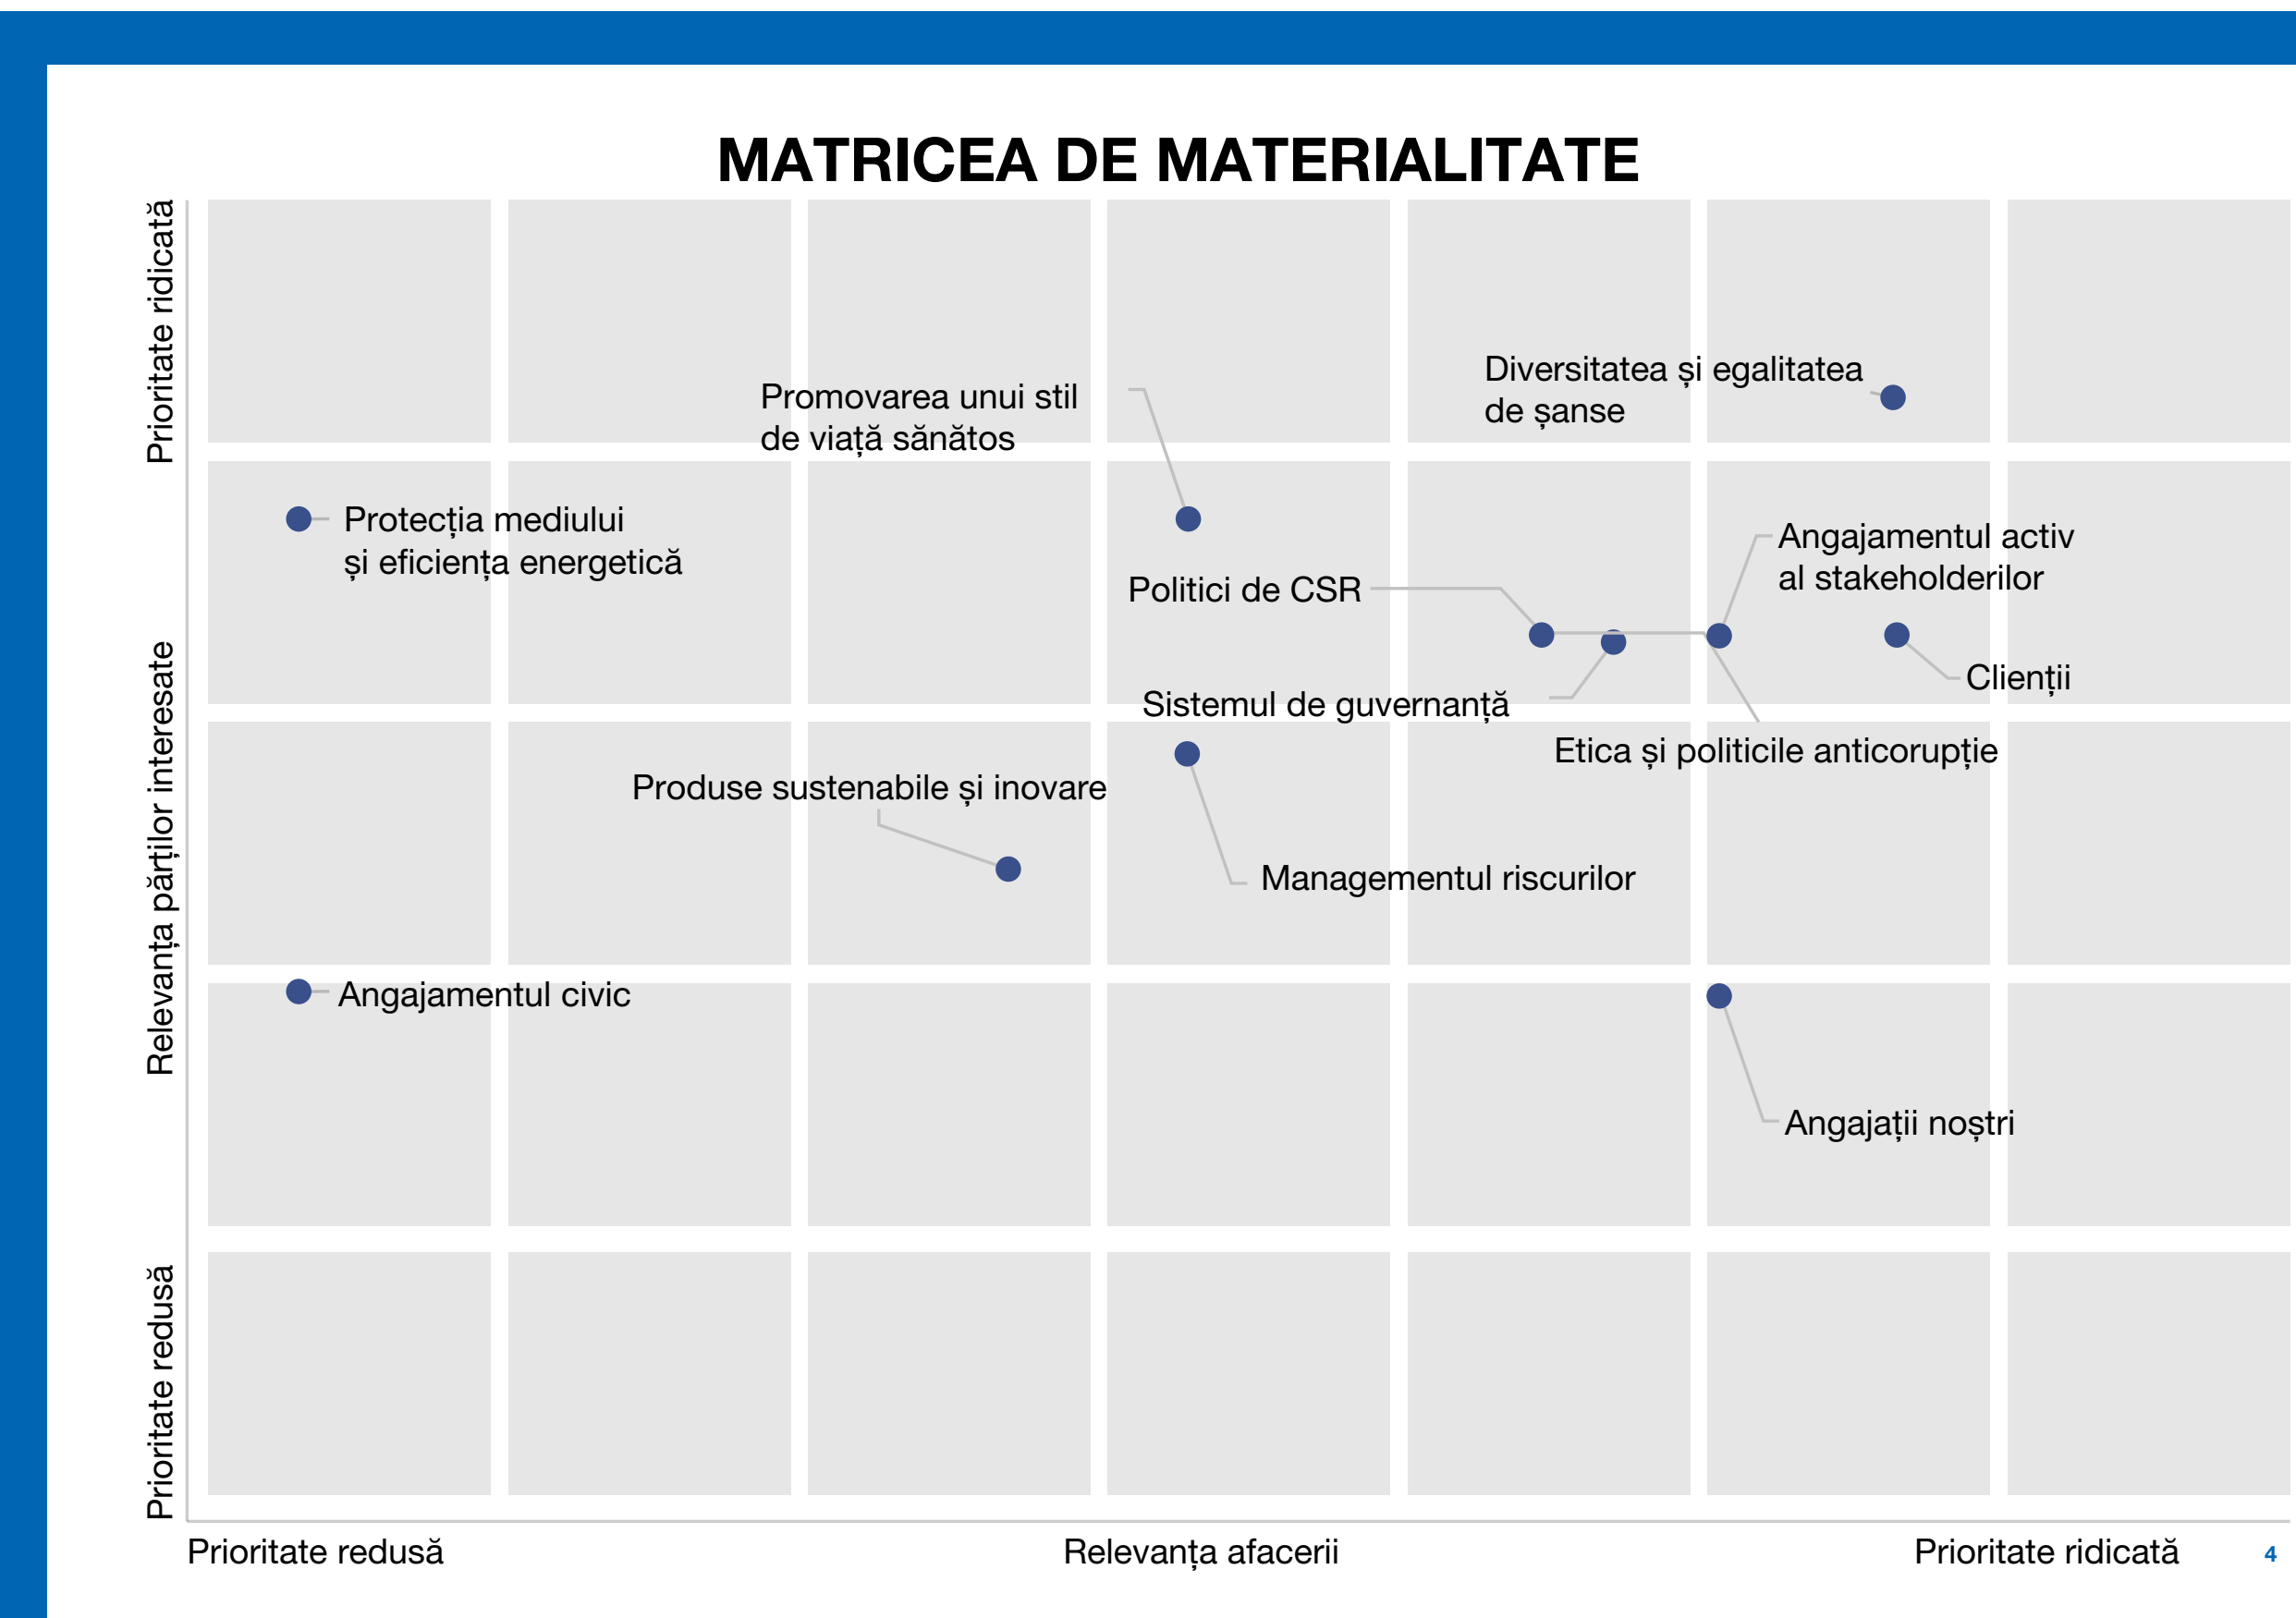 MATRICEA DE MATERIALITATE
Prioritate ridicată
Relevanța părților interesate
Prioritate redusă
Diversitatea și egalitatea
de șanse
Promovarea unui stil
de viață sănătos
Protecția mediului
și eficiența energetică
Angajamentul activ
al stakeholderilor
Politici de CSR
Clienții
Sistemul de guvernanță
Etica și politicile anticorupție
Produse sustenabile și inovare
Managementul riscurilor
Angajamentul civic
Angajații noștri
Prioritate redusă
Relevanța afacerii
Prioritate ridicată
4